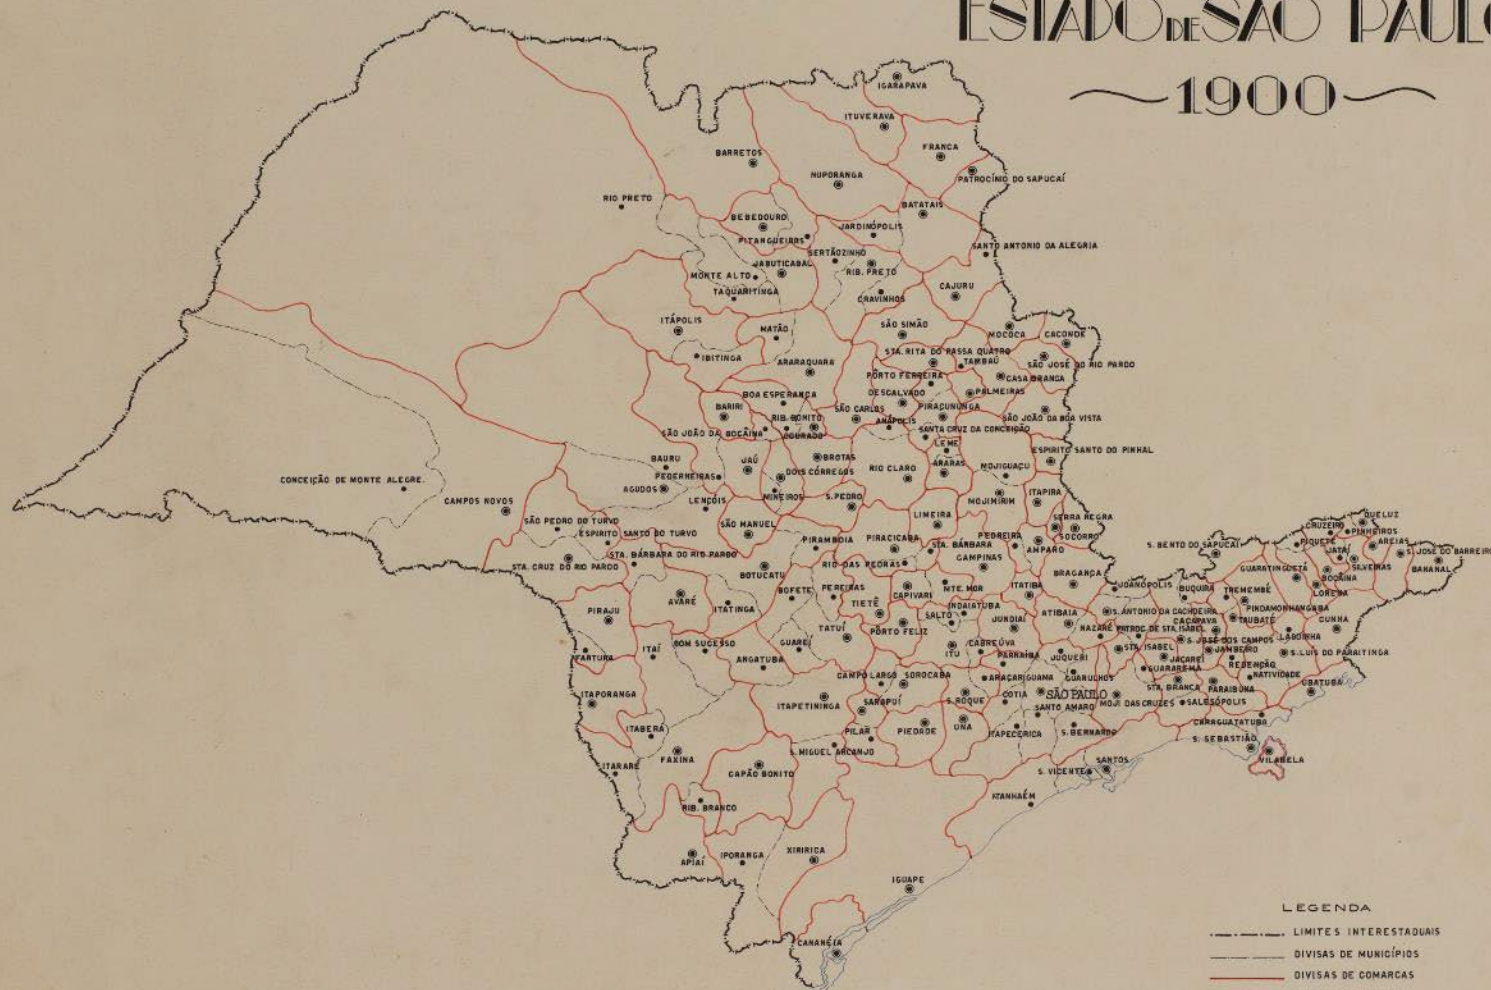 ESTADO DE SÃO PAULO
1900
IGARAPAVA
ITUVERAVA
FRANCA
BARRETOS
NUPORANGA
PATROCÍNIO DO SAPUCAÍ
RIO PRETO
BATATAIS
BEBEDOURO
PITANGUEIRAS
JARDINÓPOLIS
SANTO ANTONIO DA ALEGRIA
SERTÃOZINHO
JABUTICABAL
RIB. PRETO
MONTE ALTO
TAQUARITINGA
CRAVINHOS
CAJURU
ITÁPOLIS
MATÃO
SÃO SIMÃO
MOCOCA
CACONDE
IBITINGA
ARARAQUARA
STA. RITA DO PASSA QUATRO
TAMBAÚ
SÃO JOSÉ DO RIO PARDO
PÔRTO FERREIRA
CASA BRANCA
BOA ESPERANÇA
DESCALVADO
PALMEIRAS
BARIRI
RIB. BONITO
SÃO CARLOS
PIRAÇUNUNGA
SÃO JOÃO DA BÔA VISTA
SÃO JOÃO DA BOCÂINA
DOURADO
ANÁPOLIS
SANTA CRUZ DA CONCEIÇÃO
LEME
ESPIRITO SANTO DO PINHAL
BAURU
JAÚ
BROTAS
RIO CLARO
ARARAS
MOJIGUAÇU
PEDERNEIRAS
DOIS CÓRREGOS
CONCEIÇÃO DE MONTE ALEGRE.
AGUDOS
MINEIROS
S. PEDRO
MOJIMIRIM
ITAPIRA
CAMPOS NOVOS
LENÇOIS
LIMEIRA
SERRA NEGRA
SÃO PEDRO DO TURVO
SÃO MANUEL
SOCORRO
ESPIRITO SANTO DO TURVO
PIRAMBOIA
PIRACICABA
STA. BÁRBARA
PEDREIRA
AMPARO
QUELUZ
CRUZEIRO
PINHEIROS
S. BENTO DO SAPUCAÍ
PIQUETE
AREIAS
STA. BÁRBARA DO RIO PARDO
JATAÍ
S. JOSÉ DO BARREIRO
STA. CRUZ DO RIO PARDO
RIO DAS PEDRAS
CAMPINAS
GUARATINGUETÁ
SILVEIRAS
BANANAL
BOTUCATU
BRAGANÇA
BOCÂINA
BOFETE
PEREIRAS
CAPIVARI
MTE. MOR
ITATIBA
JOANÓPOLIS
BUQUIRA
TREMEMBÉ
LORENA
AVARÉ
ITATINGA
TIETÊ
INDAIATUBA
PIRAJU
SALTO
JUNDIAÍ
ATIBAIA
S. ANTONIO DA CACHOEIRA
PINDAMONHANGABA
CAÇAPAVA
TAUBATÉ
CUNHA
TATUÍ
PÔRTO FELIZ
NAZARÉ
PATROC. DE STA. ISABEL
LAGOINHA
BOM SUCESSO
GUAREÍ
ITU
CABREÚVA
S. JOSÉ DOS CAMPOS
FARTURA
ITAÍ
ANGATUBA
PARNAÍBA
JUQUERI
STA. ISABEL
JAMBEIRO
S. LUIS DO PARAITINGA
JACAREÍ
REDENÇÃO
CAMPO LARGO
SOROCABA
ARAÇARIGUAMA
GUARULHOS
GUARAREMA
NATIVIDADE
ITAPORANGA
ITAPETININGA
SARAPUÍ
S. ROQUE
COTIA
SÃO PAULO
STA. BRANCA
PARAIBUNA
UBATUBA
SANTO AMARO
MOJI DAS CRUZES
SALESÓPOLIS
ITABERÁ
PILAR
PIEDADE
UNA
ITAPECERICA
S. BERNARDO
CARAGUATATUBA
S. MIGUEL ARCANJO
S. SEBASTIÃO
FAXINA
ITARARÉ
CAPÃO BONITO
S. VICENTE
SANTOS
VILABELA
RIB. BRANCO
ITANHAÉM
APIAÍ
IPORANGA
XIRIRICA
IGUAPE
CANANÉIA
LEGENDA
LIMITES INTERESTADUAIS
DIVISAS DE MUNICÍPIOS
DIVISAS DE COMARCAS